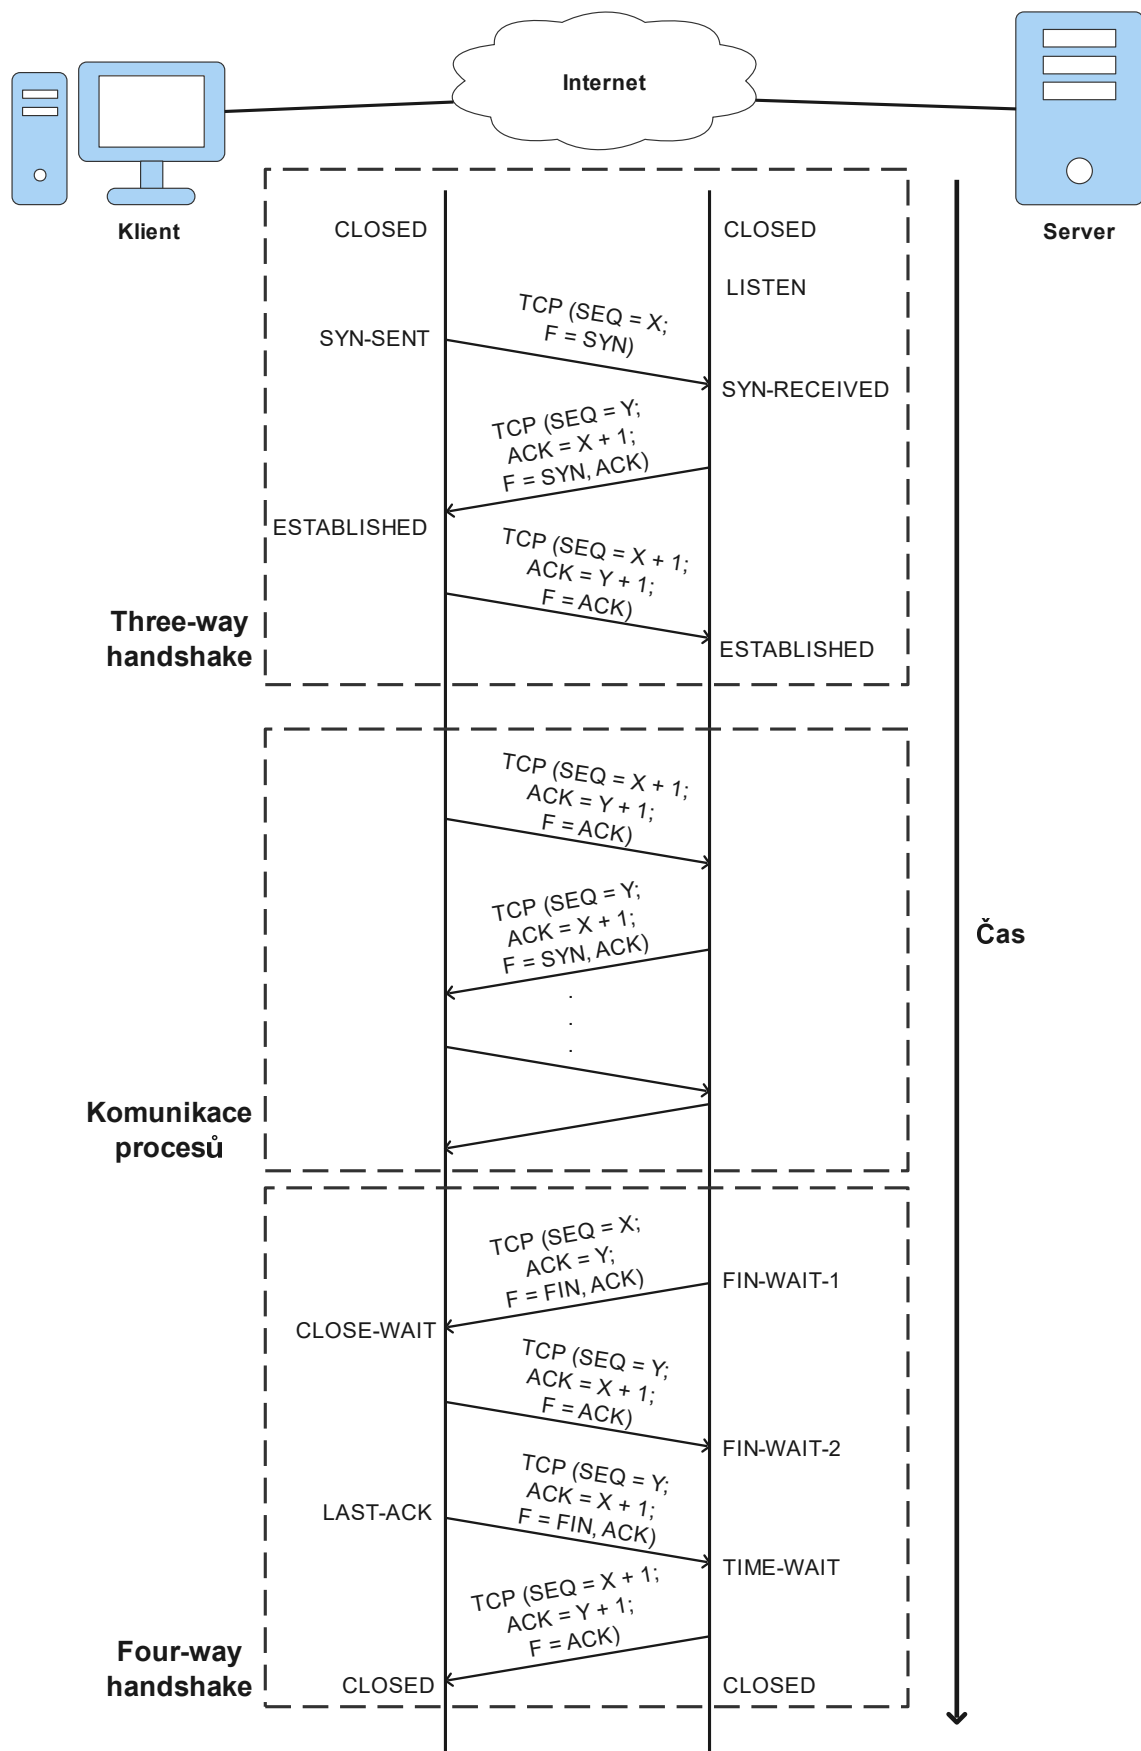 Internet
Klient
Server
CLOSED
CLOSED
LISTEN
TCP (SEQ = X;
F = SYN)
SYN-SENT
SYN-RECEIVED
TCP (SEQ = Y;
ACK = X + 1;
F = SYN, ACK)
ESTABLISHED
TCP (SEQ = X + 1;
ACK = Y + 1;
F = ACK)
Three-way
handshake
ESTABLISHED
TCP (SEQ = X + 1;
ACK = Y + 1;
F = ACK)
TCP (SEQ = Y;
ACK = X + 1;
F = SYN, ACK)
.
.
.
Čas
Komunikace
procesů
TCP (SEQ = X;
ACK = Y;
F = FIN, ACK)
FIN-WAIT-1
CLOSE-WAIT
TCP (SEQ = Y;
ACK = X + 1;
F = ACK)
FIN-WAIT-2
TCP (SEQ = Y;
ACK = X + 1;
F = FIN, ACK)
LAST-ACK
TIME-WAIT
TCP (SEQ = X + 1;
ACK = Y + 1;
F = ACK)
Four-way
handshake
CLOSED
CLOSED